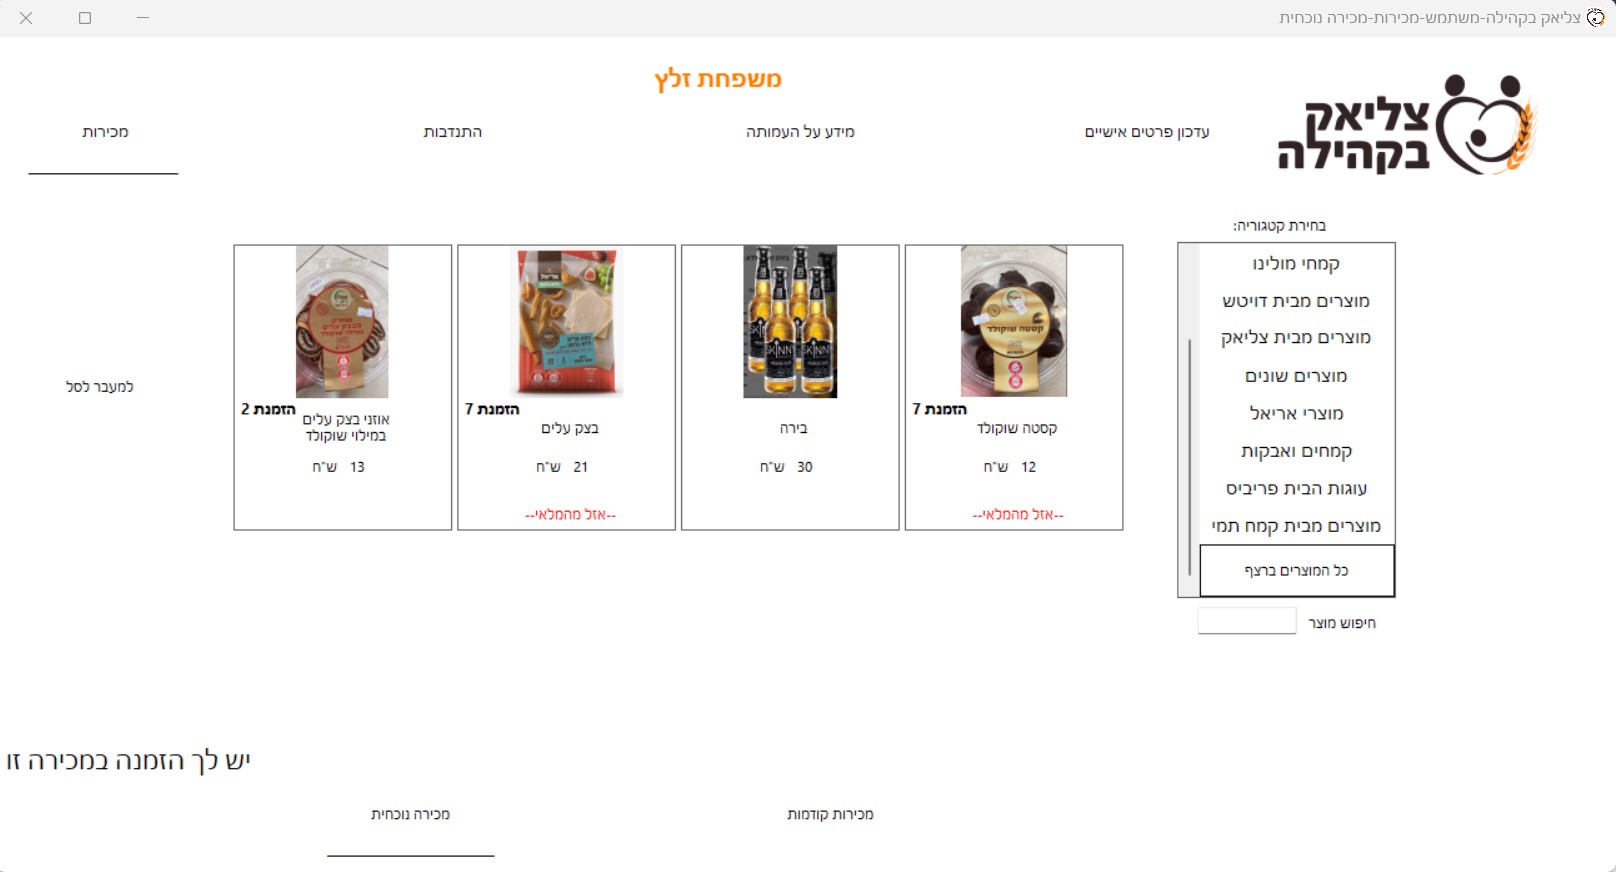 צליאק בקהילה-משתמש-מכירות-מכירה נוכחית
משפחת זלץ
צליאק
בקהילה
עדכון פרטים אישיים
מידע על העמותה
התנדבות
מכירות
בחירת קטגוריה:
קמחי מולינו
מוצרים מבית דויטש
מוצרים מבית צליאק
מוצרים שונים
מוצרי אריאל
קמחים ואבקות
עוגות הבית פריביס
מוצרים מבית קמח תמי
כל המוצרים ברצף
חיפוש מוצר
קסטה שוקולד
הזמנת 7
קסטה שוקולד
12 ש"ח
--אזל מהמלאי--
SKINNY
SKINNY
בירה
30 ש"ח
הזמנת 7
בצק עלים
21 ש"ח
--אזל מהמלאי--
הזמנת 2
אוזני בצק עלים
במילוי שוקולד
13 ש"ח
למעבר לסל
יש לך הזמנה במכירה זו
מכירות קודמות
מכירה נוכחית